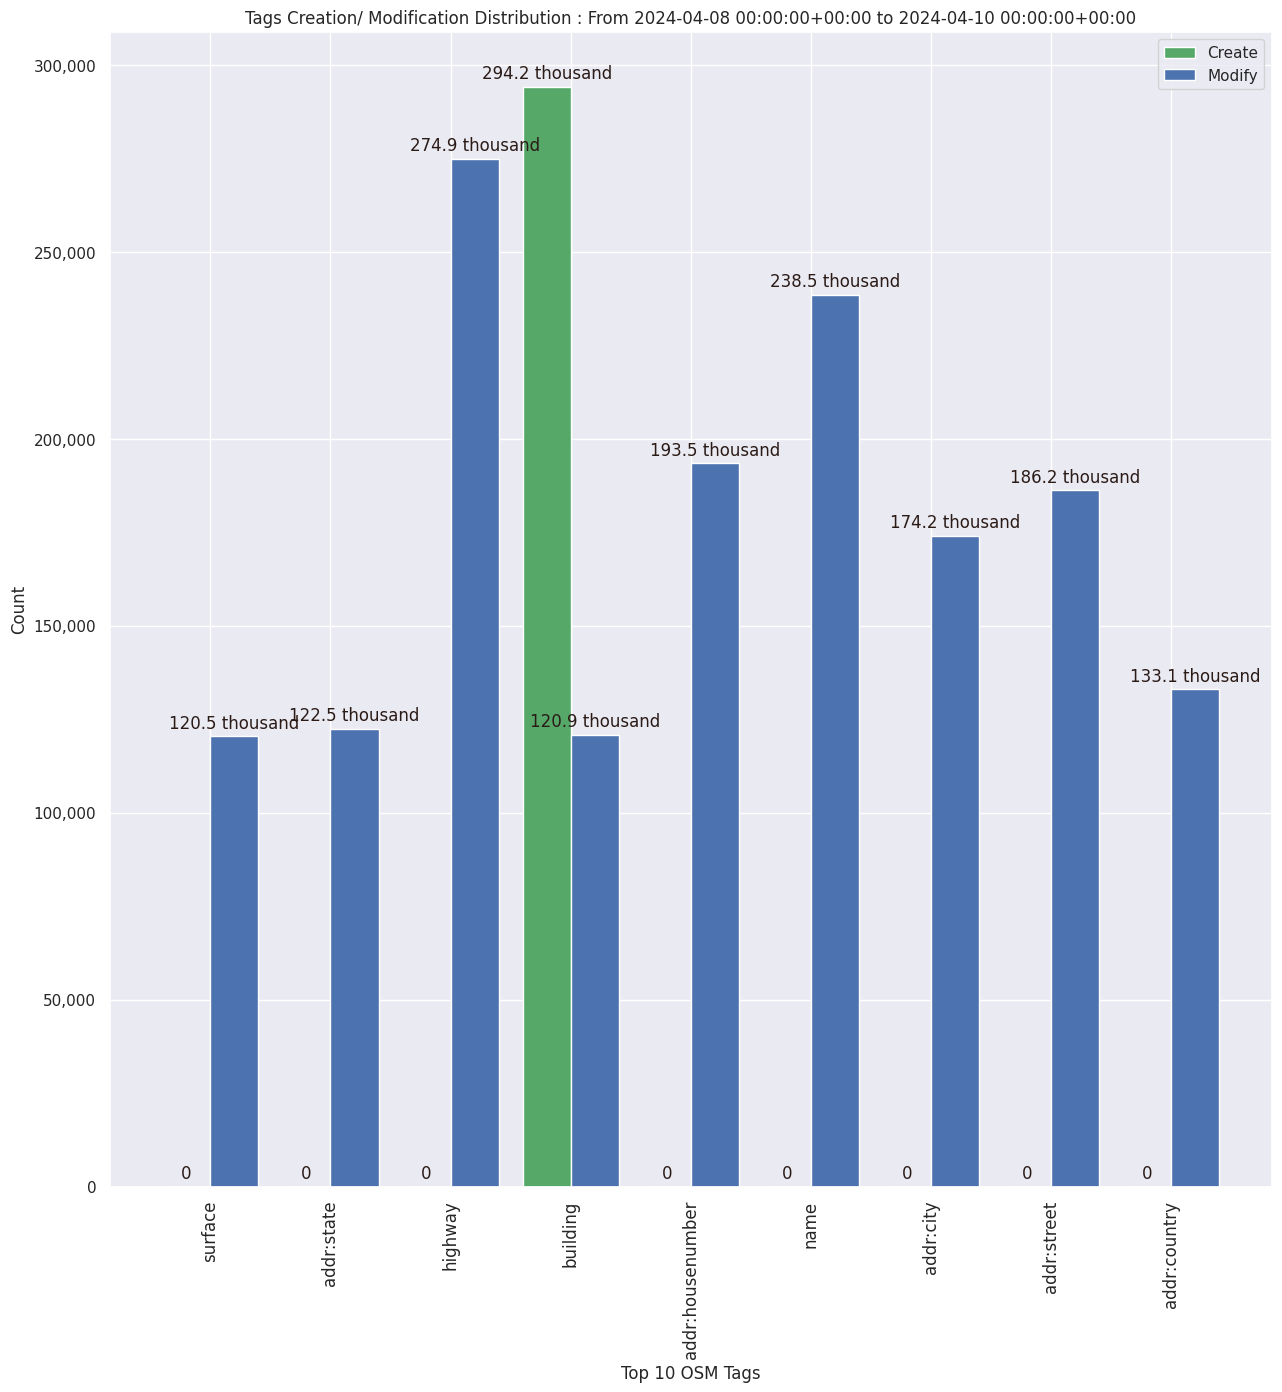 Tags Creation/ Modification Distribution : From 2024-04-08 00:00:00+00:00 to 2024-04-10 00:00:00+00:00
Create
Modify
300,000
250,000
200,000
150,000
100,000
50,000
0
Count
294.2 thousand
274.9 thousand
238.5 thousand
193.5 thousand
186.2 thousand
174.2 thousand
133.1 thousand
120.5 thousand
122.5 thousand
120.9 thousand
0
0
0
0
0
0
0
0
surface
addr:state
highway
building
addr:housenumber
name
addr:city
addr:street
addr:country
Top 10 OSM Tags